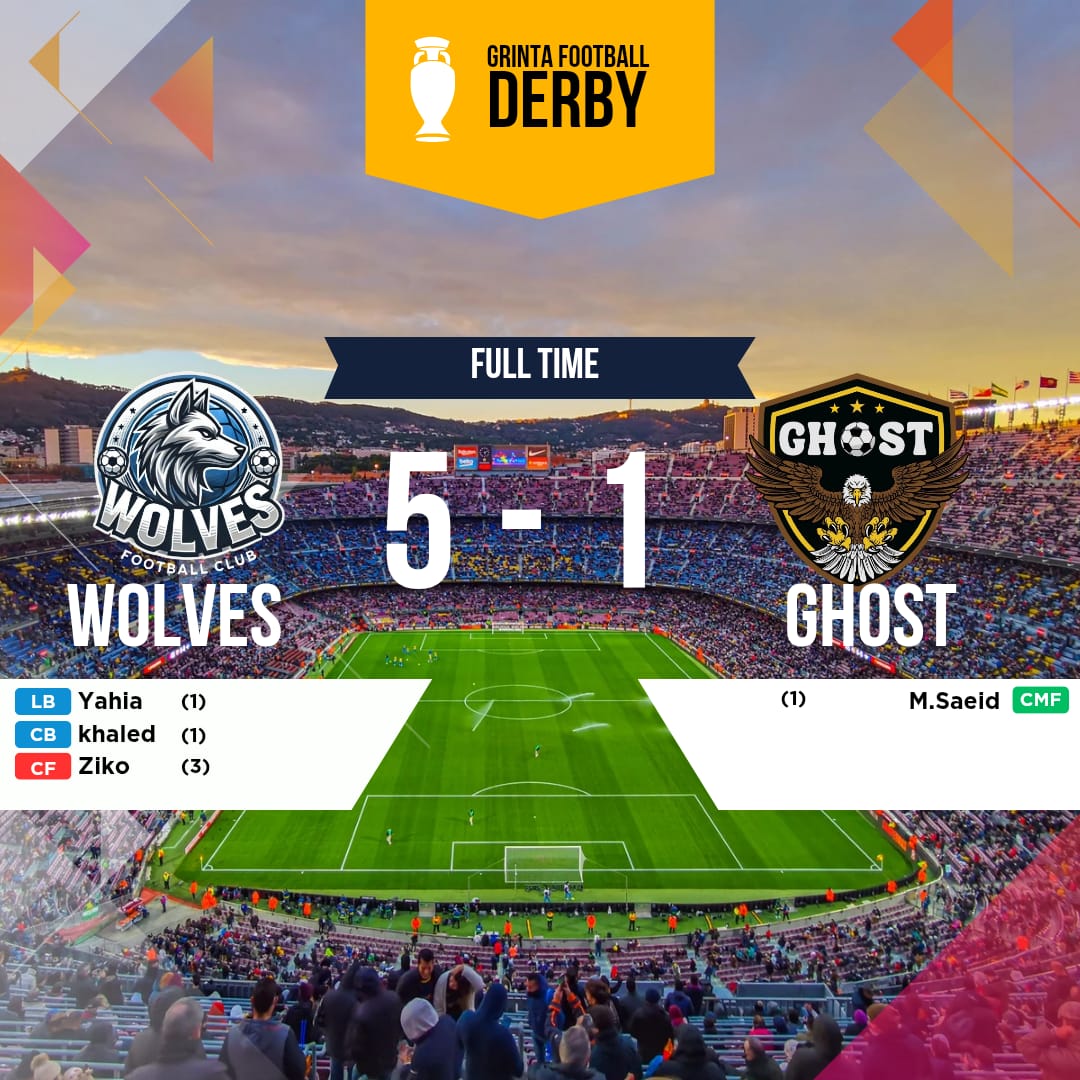 GRINTA FOOTBALL
DERBY
FULL TIME
WOLVES
FOOTBALL CLUB
GHOST
5 - 1
WOLVES
GHOST
LB Yahia (1)
CB khaled (1)
CF Ziko (3)
(1) M.Saeid CMF